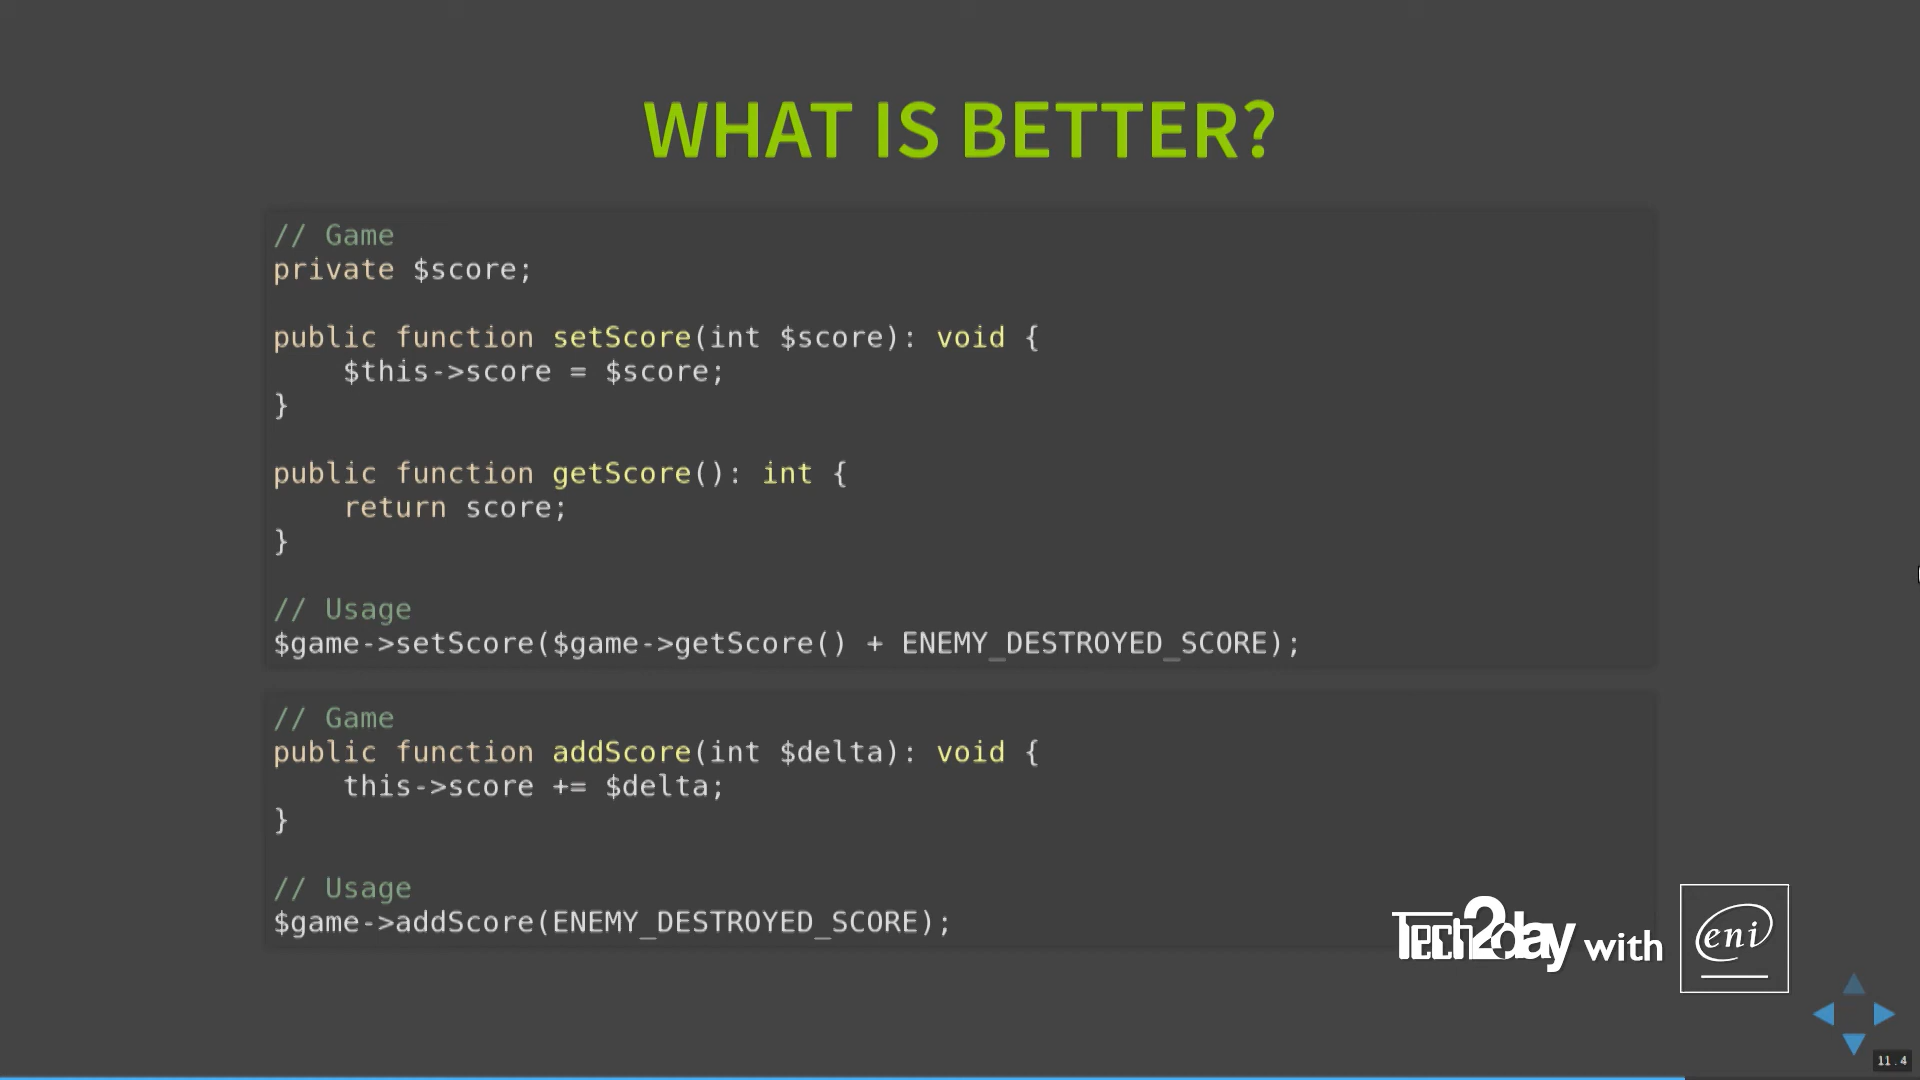 WHAT IS BETTER?
// Game
private $score;
public function setScore(int $score): void {
    $this->score = $score;
}
public function getScore(): int {
    return score;
}
// Usage
$game->setScore($game->getScore() + ENEMY_DESTROYED_SCORE);
// Game
public function addScore(int $delta): void {
    this->score += $delta;
}
// Usage
$game->addScore(ENEMY_DESTROYED_SCORE);
Tech2day with eni
11.4